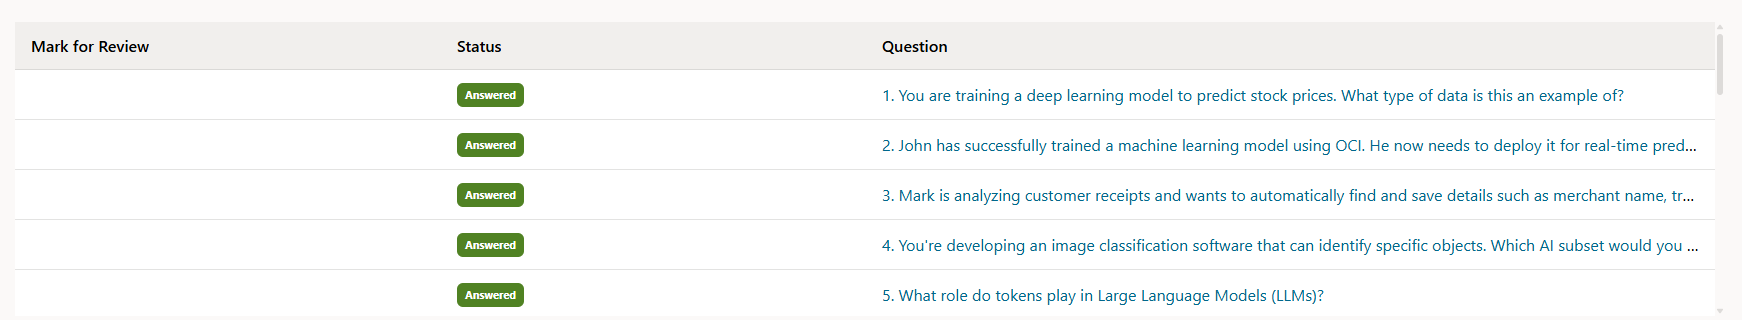 Mark for Review Status Question
Answered 1. You are training a deep learning model to predict stock prices. What type of data is this an example of?
Answered 2. John has successfully trained a machine learning model using OCI. He now needs to deploy it for real-time pred...
Answered 3. Mark is analyzing customer receipts and wants to automatically find and save details such as merchant name, tr...
Answered 4. You're developing an image classification software that can identify specific objects. Which AI subset would you ...
Answered 5. What role do tokens play in Large Language Models (LLMs)?